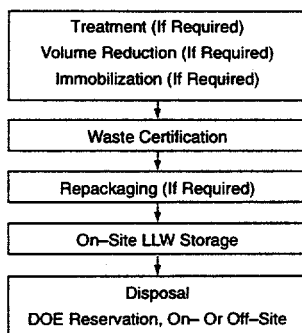 Treatment (If Required)
Volume Reduction (If Required)
Immobilization (If Required)
Waste Certification
Repackaging (If Required)
On–Site LLW Storage
Disposal
DOE Reservation, On– Or Off–Site